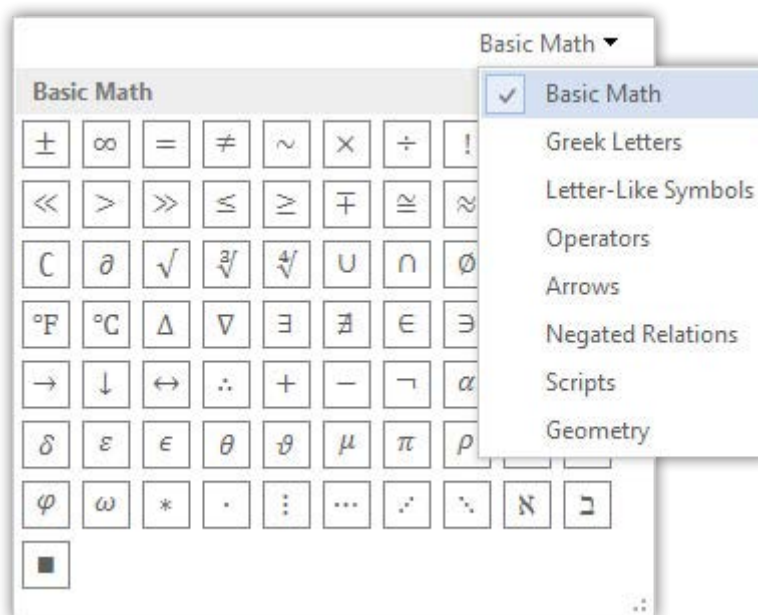 Basic Math
Basic Math
± ∞ = ≠ ~ × ÷ !
≪ > ≫ ≤ ≥ ∓ ≅ ≈
∁ ∂ √ ∛ ∜ ∪ ∩ ∅
°F °C ∆ ∇ ∃ ∄ ∈ ∋
→ ↓ ↔ ∴ + − ¬ α
δ ε ϵ θ ϑ μ π ρ
φ ω * ∙ ⋮ ⋯ ⋰ ⋱ ℵ ℶ
∎
Basic Math
Greek Letters
Letter-Like Symbols
Operators
Arrows
Negated Relations
Scripts
Geometry